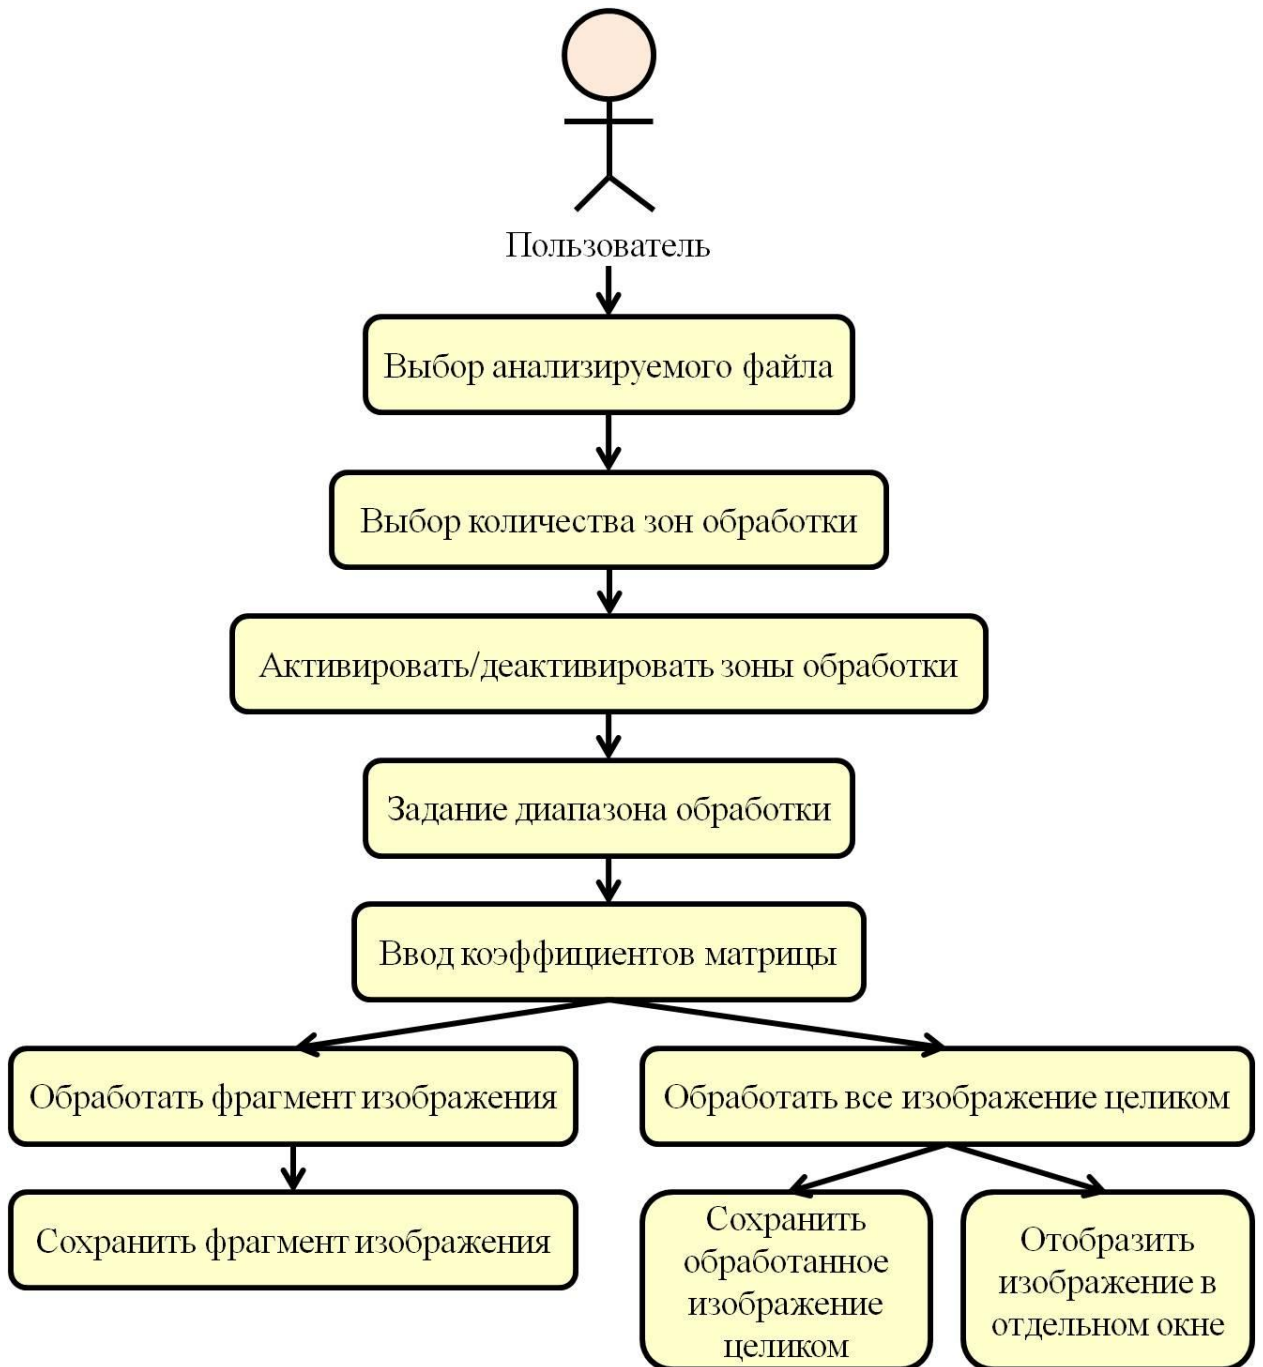 Пользователь
Выбор анализируемого файла
Выбор количества зон обработки
Активировать/деактивировать зоны обработки
Задание диапазона обработки
Ввод коэффициентов матрицы
Обработать фрагмент изображения
Обработать все изображение целиком
Сохранить фрагмент изображения
Сохранить
обработанное
изображение
целиком
Отобразить
изображение в
отдельном окне